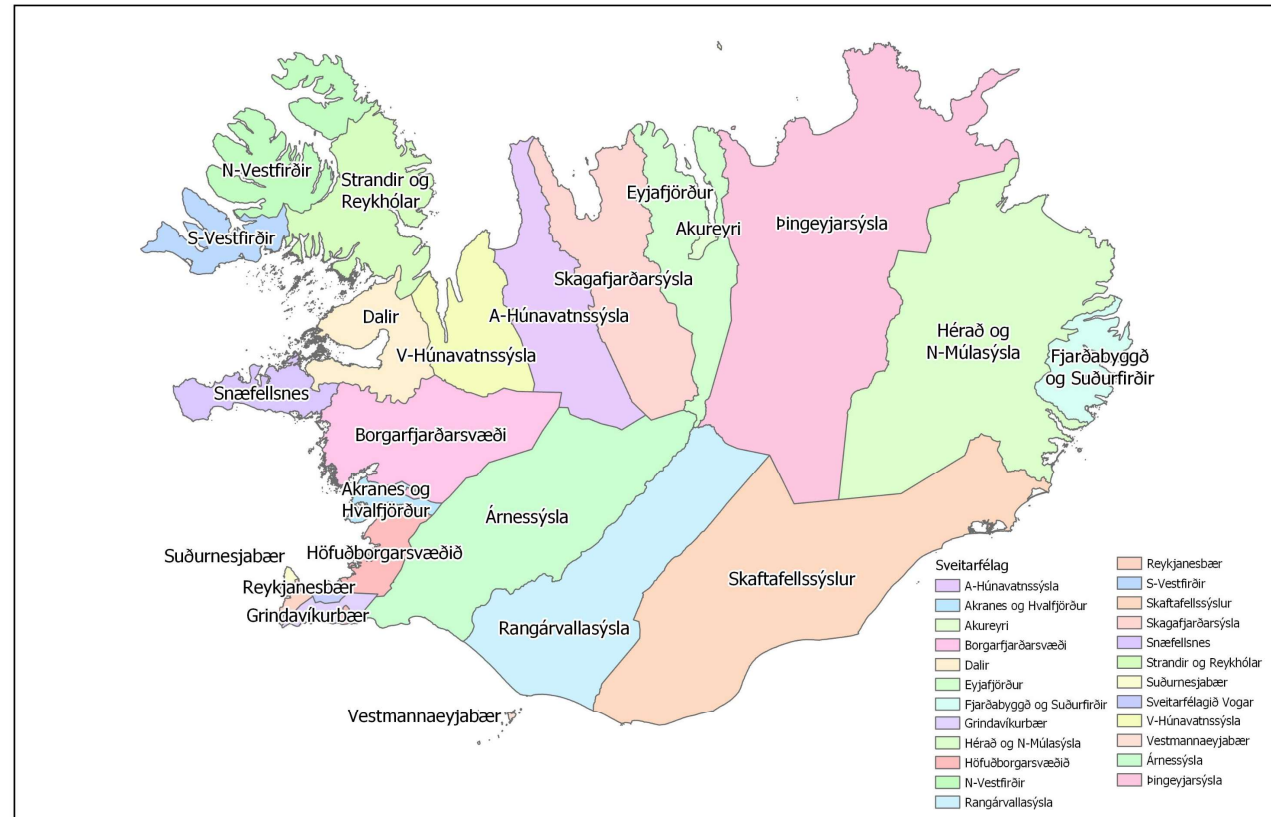 N-Vestfirðir
Strandir og
Reykhólar
S-Vestfirðir
Eyjafjörður
Akureyri
Þingeyjarsýsla
Skagafjarðarsýsla
Dalir
A-Húnavatnssýsla
V-Húnavatnssýsla
Hérað og
N-Múlasýsla
Fjarðabyggð
og Suðurfirðir
Snæfellsnes
Borgarfjarðarsvæði
Akranes og
Hvalfjörður
Árnessýsla
Suðurnesjabær
Höfuðborgarsvæðið
Reykjanesbær
Grindavíkurbær
Skaftafellssýslur
Rangárvallasýsla
Vestmannaeyjabær
Sveitarfélag
A-Húnavatnssýsla
Akranes og Hvalfjörður
Akureyri
Borgarfjarðarsvæði
Dalir
Eyjafjörður
Fjarðabyggð og Suðurfirðir
Grindavíkurbær
Hérað og N-Múlasýsla
Höfuðborgarsvæðið
N-Vestfirðir
Rangárvallasýsla
Reykjanesbær
S-Vestfirðir
Skaftafellssýslur
Skagafjarðarsýsla
Snæfellsnes
Strandir og Reykhólar
Suðurnesjabær
Sveitarfélagið Vogar
V-Húnavatnssýsla
Vestmannaeyjabær
Árnessýsla
Þingeyjarsýsla